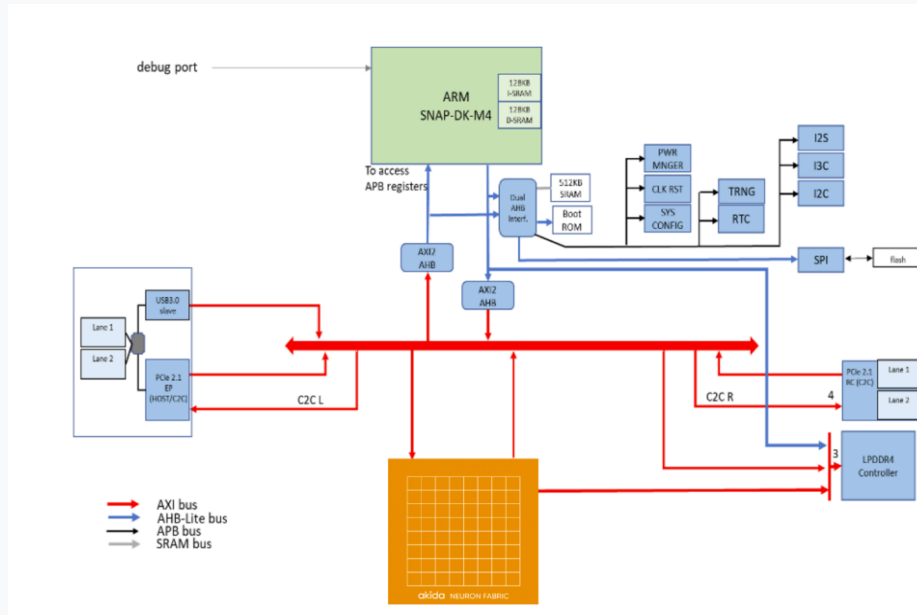 debug port
ARM
SNAP-DK-M4
128KB
I-SRAM
128KB
D-SRAM
To access
APB registers
Dual
AHB
Interf.
512KB
SRAM
Boot
ROM
PWR
MNGER
CLK RST
SYS
CONFIG
TRNG
RTC
I2S
I3C
I2C
SPI
flash
AXI2
AHB
AXI2
AHB
USB3.0
slave
Lane 1
Lane 2
PCIe 2.1
EP
(HOST/C2C)
C2C L
C2C R
4
PCIe 2.1
RC (C2C)
Lane 1
Lane 2
3
LPDDR4
Controller
AXI bus
AHB-Lite bus
APB bus
SRAM bus
akida NEURON FABRIC